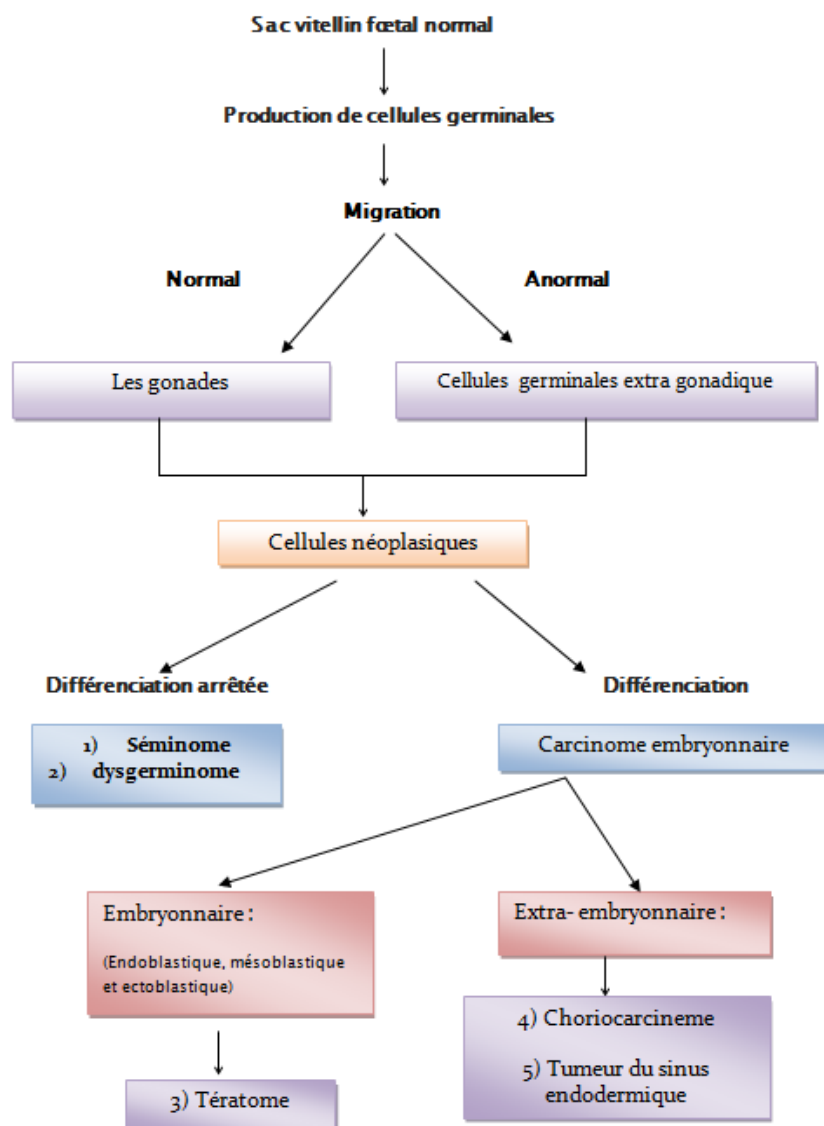 Sac vitellin fœtal normal
Production de cellules germinales
Migration
Normal
Anormal
Les gonades
Cellules germinales extra gonadique
Cellules néoplasiques
Différenciation arrêtée
Différenciation
1) Séminome
2) dysgerminome
Carcinome embryonnaire
Embryonnaire :
(Endoblastique, mésoblastique
et ectoblastique)
Extra- embryonnaire :
4) Choriocarcineme
5) Tumeur du sinus
endodermique
3) Tératome